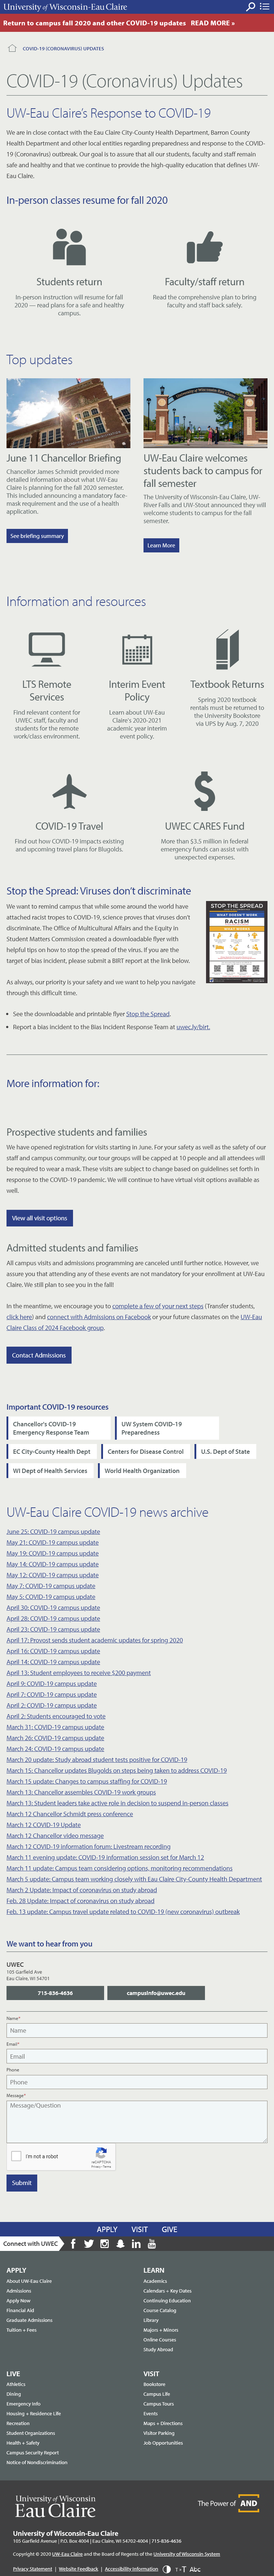 University of Wisconsin-Eau Claire
Return to campus fall 2020 and other COVID-19 updates READ MORE »
COVID-19 (CORONAVIRUS) UPDATES
COVID-19 (Coronavirus) Updates
UW-Eau Claire's Response to COVID-19
We are in close contact with the Eau Claire City-County Health Department, Barron County
Health Department and other local entities regarding preparedness and response to the COVID-
19 (Coronavirus) outbreak. Our goal is to assure that all our students, faculty and staff remain
safe and healthy and that we continue to provide the high-quality education that defines UW-
Eau Claire.
In-person classes resume for fall 2020
Students return
In-person instruction will resume for fall
2020 — read plans for a safe and healthy
campus.
Faculty/staff return
Read the comprehensive plan to bring
faculty and staff back safely.
Top updates
June 11 Chancellor Briefing
Chancellor James Schmidt provided more
detailed information about what UW-Eau
Claire is planning for the fall 2020 semester.
This included announcing a mandatory face-
mask requirement and the use of a health
application.
See briefing summary
UW-Eau Claire welcomes
students back to campus for
fall semester
The University of Wisconsin-Eau Claire, UW-
River Falls and UW-Stout announced they will
welcome students to campus for the fall
semester.
Learn More
Information and resources
LTS Remote
Services
Find relevant content for
UWEC staff, faculty and
students for the remote
work/class environment.
Interim Event
Policy
Learn about UW-Eau
Claire's 2020-2021
academic year interim
event policy.
Textbook Returns
Spring 2020 textbook
rentals must be returned to
the University Bookstore
via UPS by Aug. 7, 2020
COVID-19 Travel
Find out how COVID-19 impacts existing
and upcoming travel plans for Blugolds.
UWEC CARES Fund
More than $3.5 million in federal
emergency funds can assist with
unexpected expenses.
Stop the Spread: Viruses don't discriminate
We want to remind campus that while some around the world have
attached racist tropes to COVID-19, science proves that viruses don't
discriminate. The Office of Multicultural Affairs and the Equity in
Student Matters Commission created a downloadable flyer with
helpful tips on how to stop the spread of racism. If you are the
target of bias incident, please submit a BIRT report at the link below.
As always, our priority is your safety and we want to help you navigate
through this difficult time.
See the downloadable and printable flyer Stop the Spread.
Report a bias incident to the Bias Incident Response Team at uwec.ly/birt.
STOP THE SPREAD
RACISM
More information for:
Prospective students and families
We have opened registration for visits starting in June. For your safety as well as the safety of our
staff and campus community, our tour groups will be capped at 10 people and all attendees will
be required to wear a mask. These visits are subject to change as our guidelines set forth in
response to the COVID-19 pandemic. We will continue to have virtual visit options available as
well.
View all visit options
Admitted students and families
All campus visits and admissions programming are canceled until further notice. However, we
assure you that attending any of these events are not mandatory for your enrollment at UW-Eau
Claire. We still plan to see you in the fall!
In the meantime, we encourage you to complete a few of your next steps (Transfer students,
click here) and connect with Admissions on Facebook or your future classmates on the UW-Eau
Claire Class of 2024 Facebook group.
Contact Admissions
Important COVID-19 resources
Chancellor's COVID-19
Emergency Response Team
UW System COVID-19
Preparedness
EC City-County Health Dept
Centers for Disease Control
U.S. Dept of State
WI Dept of Health Services
World Health Organization
UW-Eau Claire COVID-19 news archive
June 25: COVID-19 campus update
May 21: COVID-19 campus update
May 19: COVID-19 campus update
May 14: COVID-19 campus update
May 12: COVID-19 campus update
May 7: COVID-19 campus update
May 5: COVID-19 campus update
April 30: COVID-19 campus update
April 28: COVID-19 campus update
April 23: COVID-19 campus update
April 17: Provost sends student academic updates for spring 2020
April 16: COVID-19 campus update
April 14: COVID-19 campus update
April 13: Student employees to receive $200 payment
April 9: COVID-19 campus update
April 7: COVID-19 campus update
April 2: COVID-19 campus update
April 2: Students encouraged to vote
March 31: COVID-19 campus update
March 26: COVID-19 campus update
March 24: COVID-19 campus update
March 20 update: Study abroad student tests positive for COVID-19
March 15: Chancellor updates Blugolds on steps being taken to address COVID-19
March 15 update: Changes to campus staffing for COVID-19
March 13: Chancellor assembles COVID-19 work groups
March 13: Student leaders take active role in decision to suspend in-person classes
March 12 Chancellor Schmidt press conference
March 12 COVID-19 Update
March 12 Chancellor video message
March 12 COVID-19 information forum: Livestream recording
March 11 evening update: COVID-19 information session set for March 12
March 11 update: Campus team considering options, monitoring recommendations
March 5 update: Campus team working closely with Eau Claire City-County Health Department
March 2 Update: Impact of coronavirus on study abroad
Feb. 28 Update: Impact of coronavirus on study abroad
Feb. 13 update: Campus travel update related to COVID-19 (new coronavirus) outbreak
We want to hear from you
UWEC
105 Garfield Ave
Eau Claire, WI 54701
715-836-4636
campusinfo@uwec.edu
Name*
Name
Email*
Email
Phone
Phone
Message*
Message/Question
I'm not a robot
reCAPTCHA
Privacy - Terms
Submit
APPLY VISIT GIVE
Connect with UWEC
APPLY
About UW-Eau Claire
Admissions
Apply Now
Financial Aid
Graduate Admissions
Tuition + Fees
LEARN
Academics
Calendars + Key Dates
Continuing Education
Course Catalog
Library
Majors + Minors
Online Courses
Study Abroad
LIVE
Athletics
Dining
Emergency Info
Housing + Residence Life
Recreation
Student Organizations
Health + Safety
Campus Security Report
Notice of Nondiscrimination
VISIT
Bookstore
Campus Life
Campus Tours
Events
Maps + Directions
Visitor Parking
Job Opportunities
University of Wisconsin
Eau Claire
The Power of AND
University of Wisconsin-Eau Claire
105 Garfield Avenue | P.O. Box 4004 | Eau Claire, WI 54702-4004 | 715-836-4636
Copyright © 2020 UW-Eau Claire and the Board of Regents of the University of Wisconsin System
Privacy Statement | Website Feedback | Accessibility Information T+T Abc